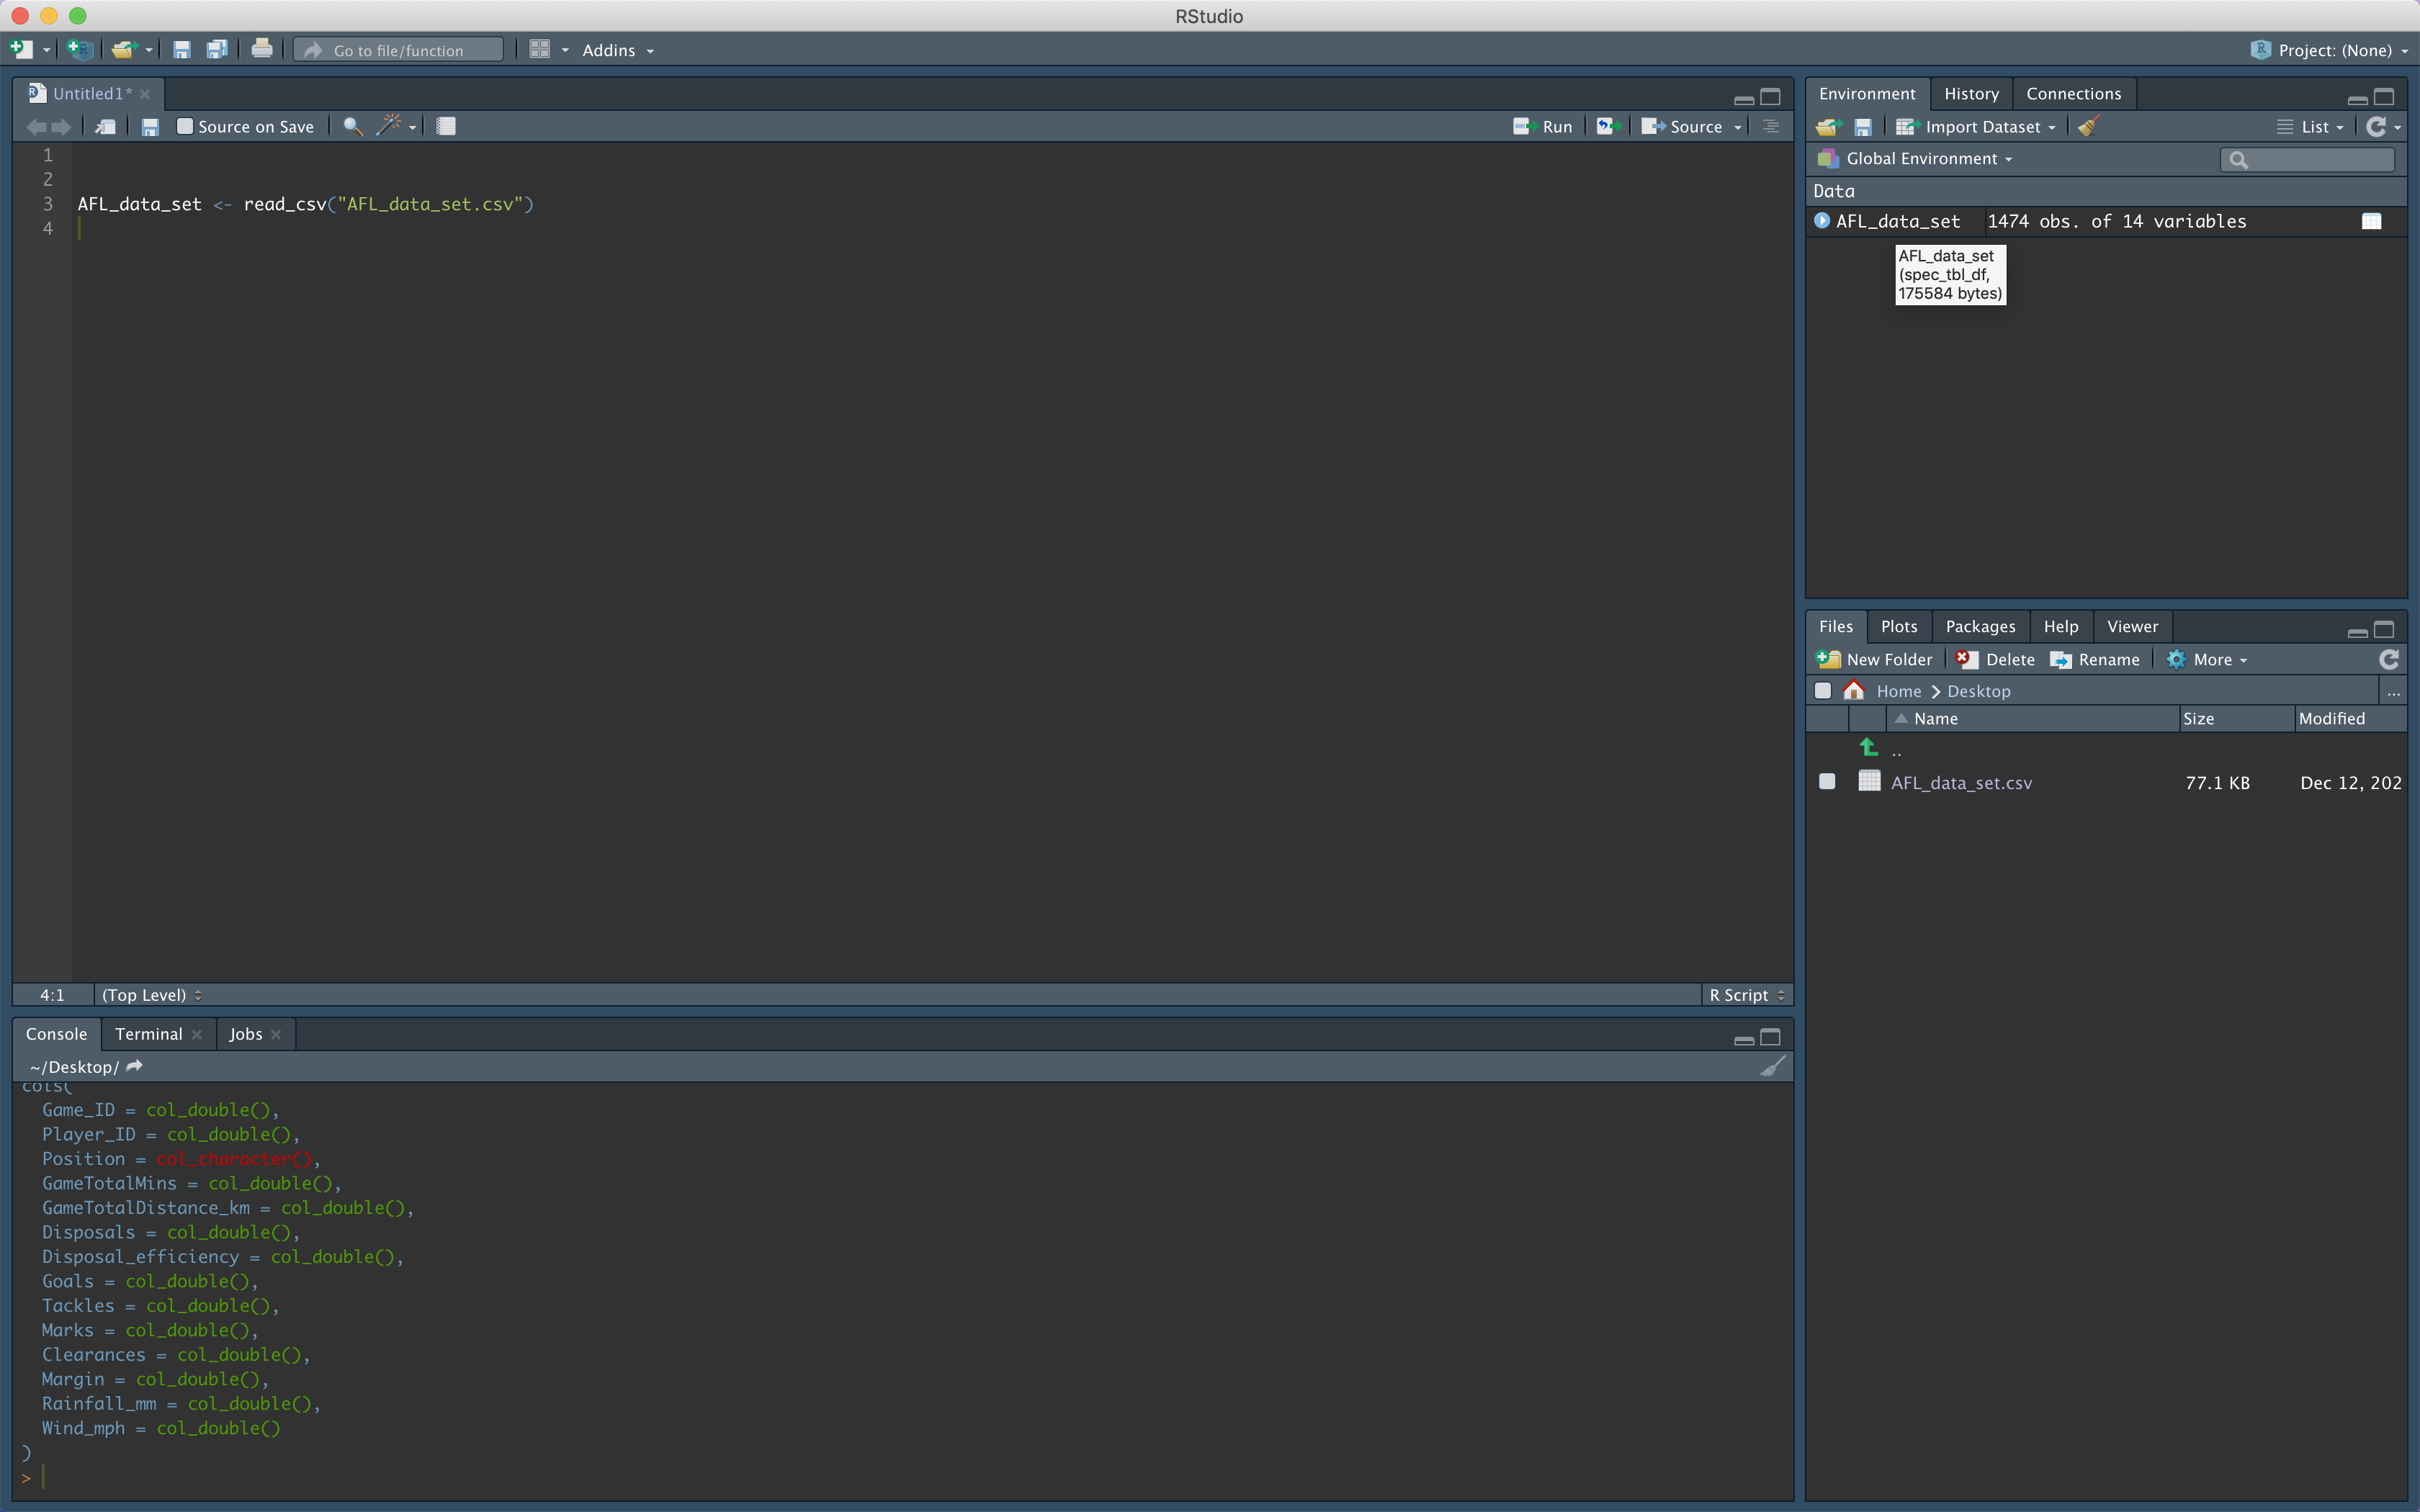 RStudio
Go to file/function
Addins
Project: (None)
Untitled1*
Source on Save
Run
Source
1
2
3 AFL_data_set <- read_csv("AFL_data_set.csv")
4
4:1 (Top Level)
R Script
Console Terminal Jobs
~/Desktop/
cols(
Game_ID = col_double(),
Player_ID = col_double(),
Position = col_character(),
GameTotalMins = col_double(),
GameTotalDistance_km = col_double(),
Disposals = col_double(),
Disposal_efficiency = col_double(),
Goals = col_double(),
Tackles = col_double(),
Marks = col_double(),
Clearances = col_double(),
Margin = col_double(),
Rainfall_mm = col_double(),
Wind_mph = col_double()
)
>
Environment History Connections
Import Dataset
List
Global Environment
Data
AFL_data_set 1474 obs. of 14 variables
AFL_data_set
(spec_tbl_df,
175584 bytes)
Files Plots Packages Help Viewer
New Folder Delete Rename More
Home Desktop ...
Name Size Modified
..
AFL_data_set.csv 77.1 KB Dec 12, 202